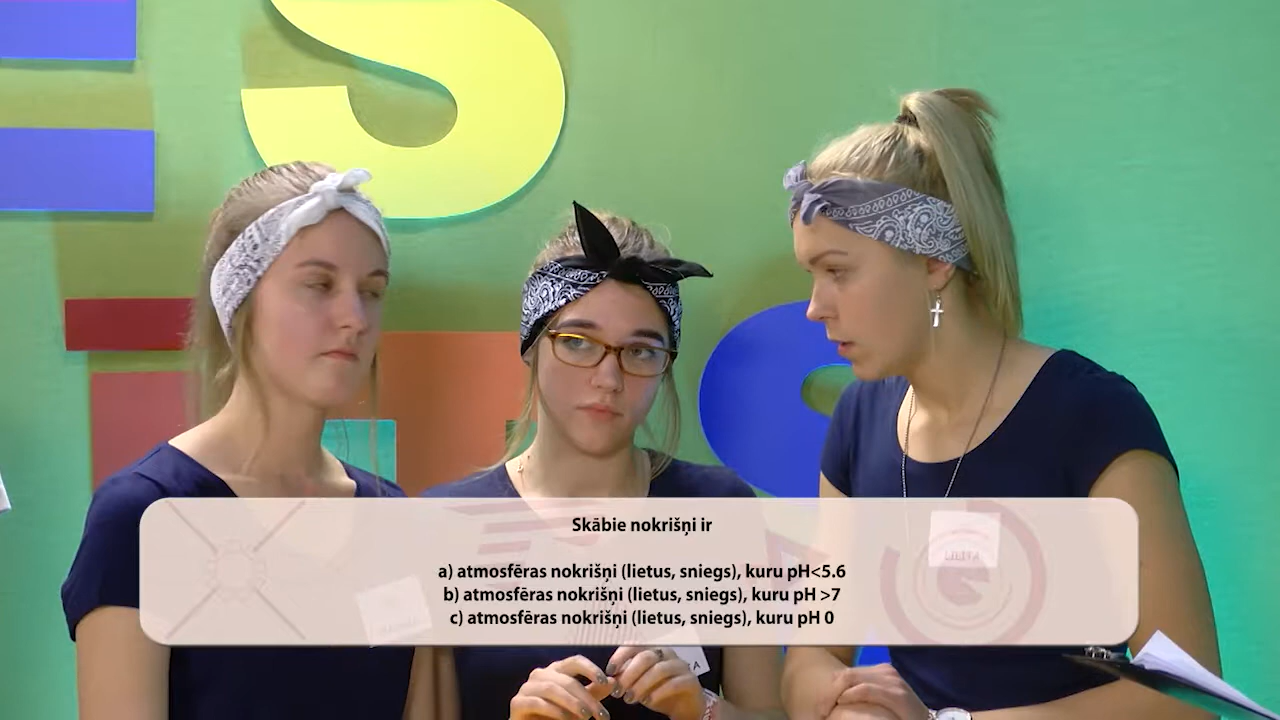 S
Skābie nokrišņi ir
a) atmosfēras nokrišņi (lietus, sniegs), kuru pH<5.6
b) atmosfēras nokrišņi (lietus, sniegs), kuru pH >7
c) atmosfēras nokrišņi (lietus, sniegs), kuru pH 0